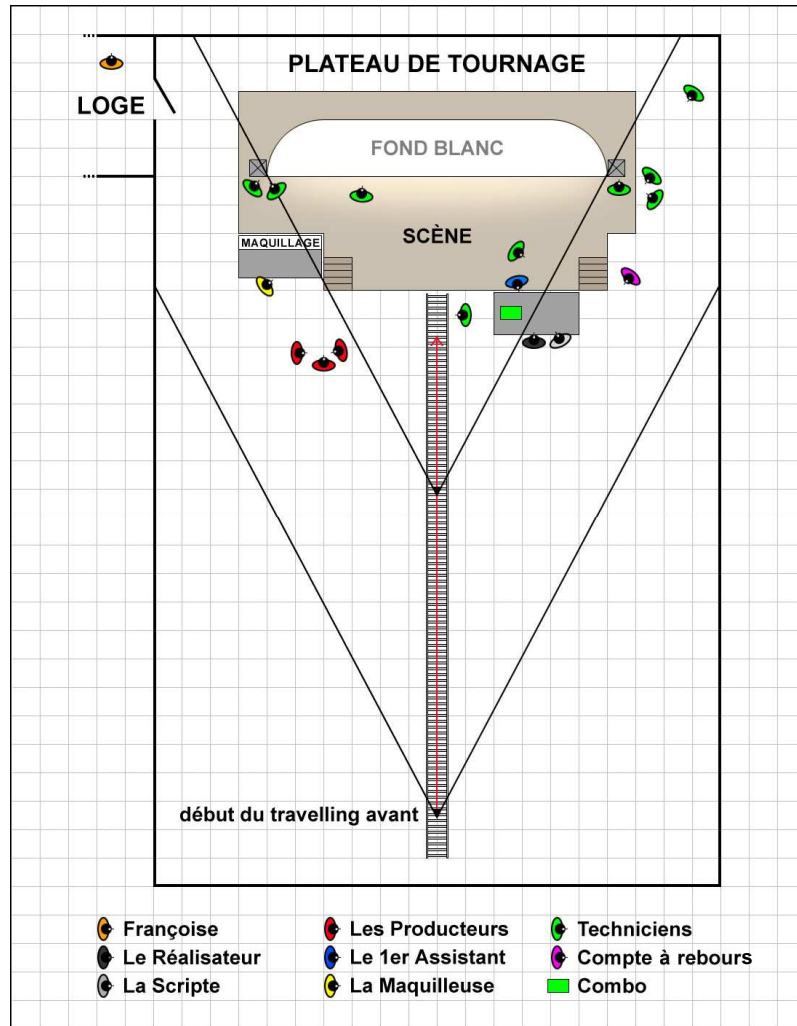 PLATEAU DE TOURNAGE
LOGE
FOND BLANC
SCÈNE
MAQUILLAGE
début du travelling avant
Françoise
Les Producteurs
Techniciens
Le Réalisateur
Le 1er Assistant
Compte à rebours
La Scripte
La Maquilleuse
Combo